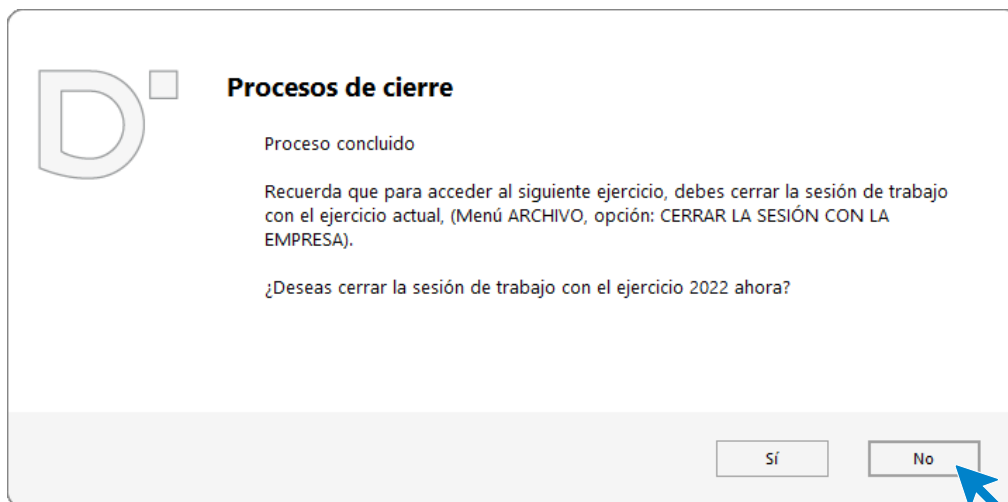 Procesos de cierre
Proceso concluido
Recuerda que para acceder al siguiente ejercicio, debes cerrar la sesión de trabajo
con el ejercicio actual, (Menú ARCHIVO, opción: CERRAR LA SESIÓN CON LA
EMPRESA).
¿Deseas cerrar la sesión de trabajo con el ejercicio 2022 ahora?
Sí
No